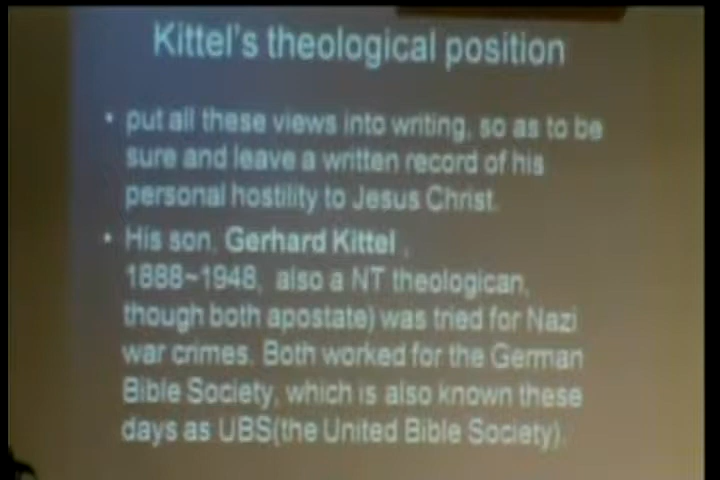 Kittel's theological position
• put all these views into writing, so as to be
sure and leave a written record of his
personal hostility to Jesus Christ.
• His son, Gerhard Kittel ,
1888~1948, also a NT theologican,
though both apostate) was tried for Nazi
war crimes. Both worked for the German
Bible Society, which is also known these
days as UBS(the United Bible Society).